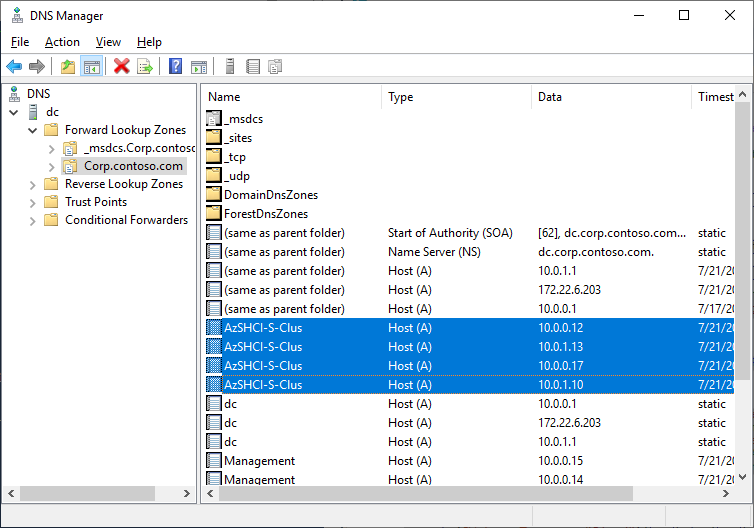 DNS Manager
File Action View Help
DNS
dc
Forward Lookup Zones
_msdcs.Corp.contoso
Corp.contoso.com
Reverse Lookup Zones
Trust Points
Conditional Forwarders
Name Type Data Timest
_msdcs
_sites
_tcp
_udp
DomainDnsZones
ForestDnsZones
(same as parent folder) Start of Authority (SOA) [62], dc.corp.contoso.com... static
(same as parent folder) Name Server (NS) dc.corp.contoso.com. static
(same as parent folder) Host (A) 10.0.1.1 7/21/20
(same as parent folder) Host (A) 172.22.6.203 7/21/20
(same as parent folder) Host (A) 10.0.0.1 7/17/20
AzSHCI-S-Clus Host (A) 10.0.0.12 7/21/20
AzSHCI-S-Clus Host (A) 10.0.1.13 7/21/20
AzSHCI-S-Clus Host (A) 10.0.0.17 7/21/20
AzSHCI-S-Clus Host (A) 10.0.1.10 7/21/20
dc Host (A) 10.0.0.1 static
dc Host (A) 172.22.6.203 static
dc Host (A) 10.0.1.1 static
Management Host (A) 10.0.0.15 7/21/20
Management Host (A) 10.0.0.14 7/21/20